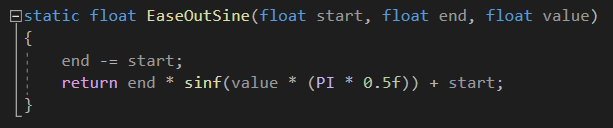 static float EaseOutSine(float start, float end, float value)
{
end -= start;
return end * sinf(value * (PI * 0.5f)) + start;
}